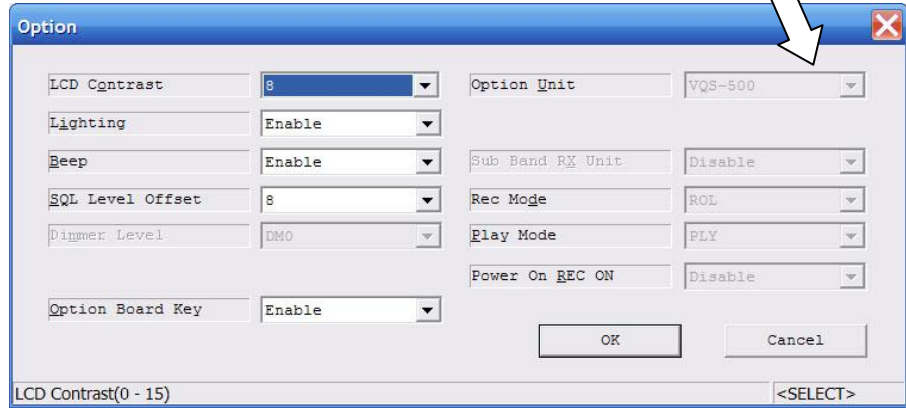 Option
LCD Contrast 8 Option Unit VQS-500
Lighting Enable
Beep Enable Sub Band RX Unit Disable
SQL Level Offset 8 Rec Mode ROL
Dimmer Level DM0 Play Mode PLY
Power On REC ON Disable
Option Board Key Enable
OK Cancel
LCD Contrast(0 - 15) <SELECT>